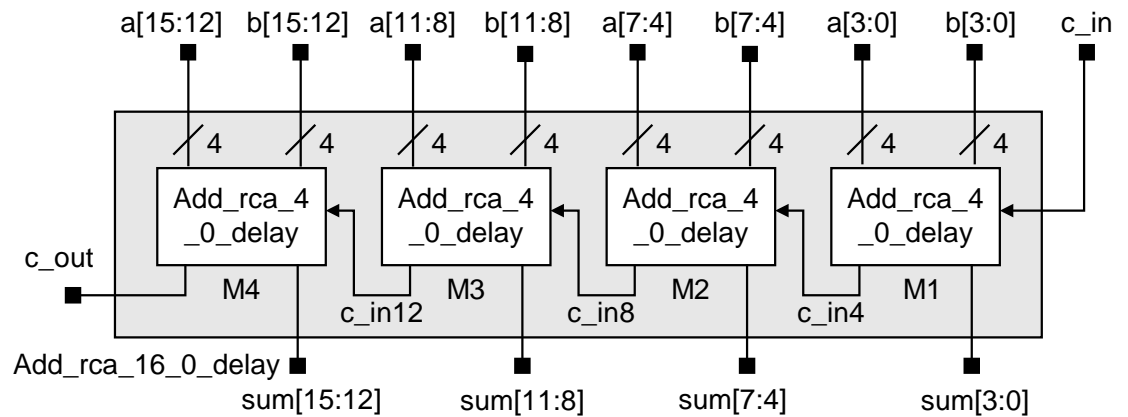 a[15:12] b[15:12] a[11:8] b[11:8] a[7:4] b[7:4] a[3:0] b[3:0] c_in
4 4 4 4 4 4 4 4
Add_rca_4 Add_rca_4 Add_rca_4 Add_rca_4
_0_delay _0_delay _0_delay _0_delay
c_out
M4 M3 M2 M1
c_in12 c_in8 c_in4
Add_rca_16_0_delay
sum[15:12] sum[11:8] sum[7:4] sum[3:0]